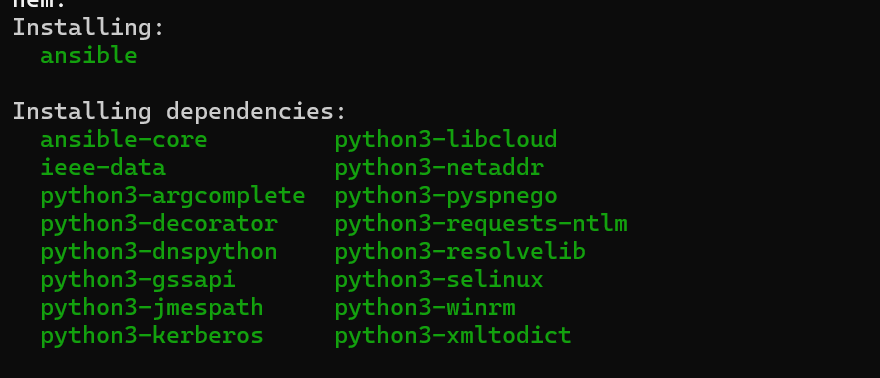 Installing:
ansible
Installing dependencies:
ansible-core python3-libcloud
ieee-data python3-netaddr
python3-argcomplete python3-pyspnego
python3-decorator python3-requests-ntlm
python3-dnspython python3-resolvelib
python3-gssapi python3-selinux
python3-jmespath python3-winrm
python3-kerberos python3-xmltodict